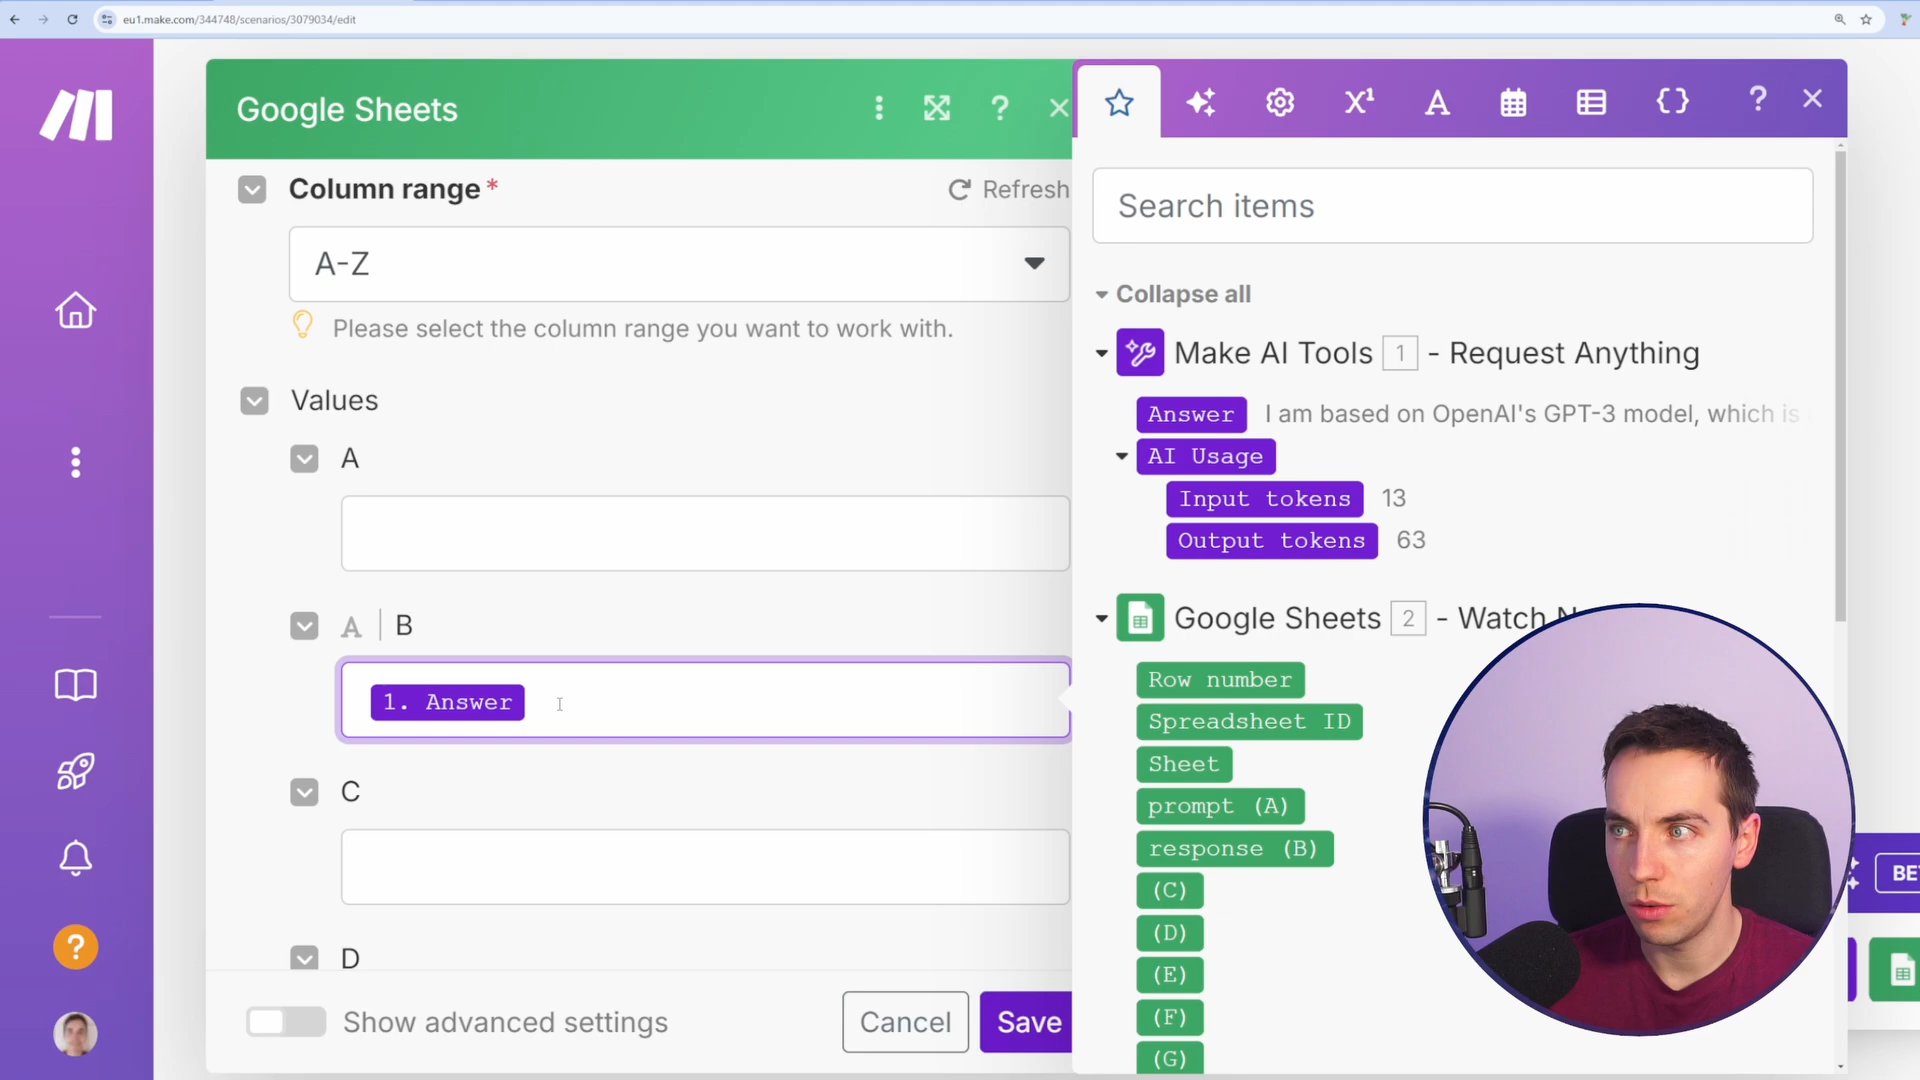 eu1.make.com/344748/scenarios/3079034/edit
Google Sheets
Column range *
Refresh
A-Z
Please select the column range you want to work with.
Values
A
A | B
1. Answer
C
D
Show advanced settings
Cancel
Save
Search items
Collapse all
Make AI Tools 1 - Request Anything
Answer I am based on OpenAI's GPT-3 model, which is
AI Usage
Input tokens 13
Output tokens 63
Google Sheets 2 - Watch
Row number
Spreadsheet ID
Sheet
prompt (A)
response (B)
(C)
(D)
(E)
(F)
(G)